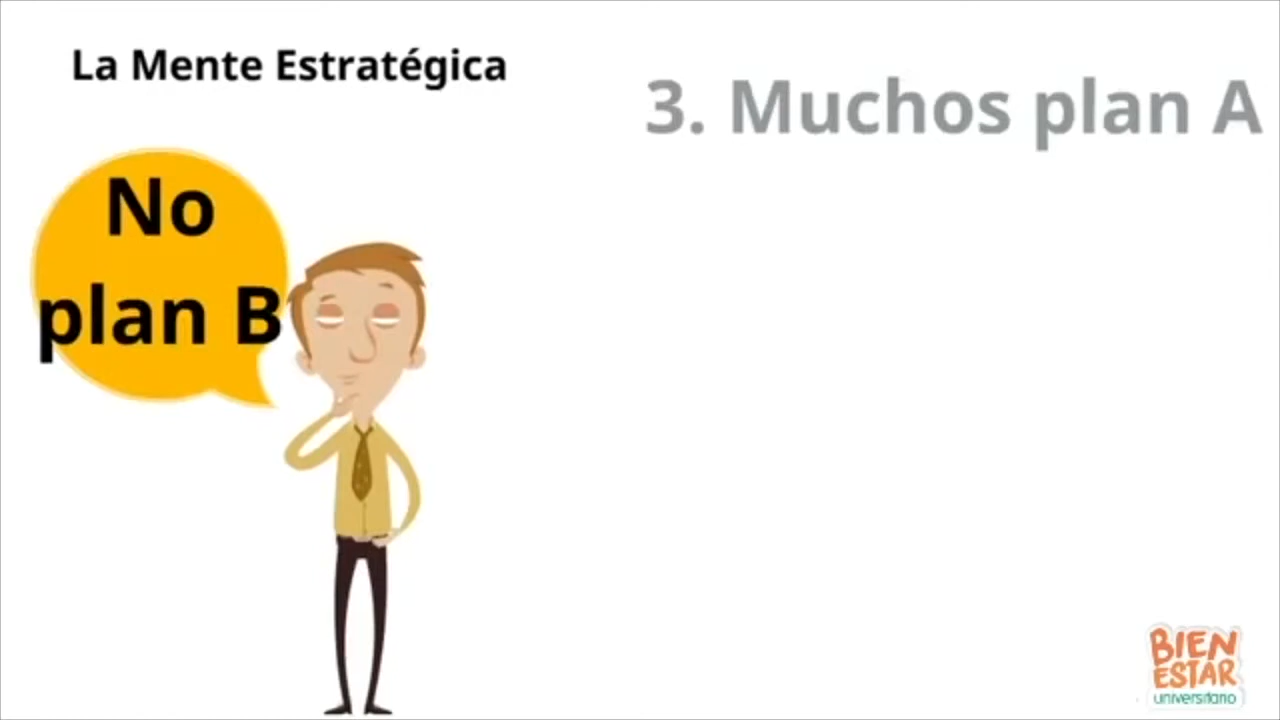 La Mente Estratégica
3. Muchos plan A
No
plan B
BIEN
ESTAR
universitario